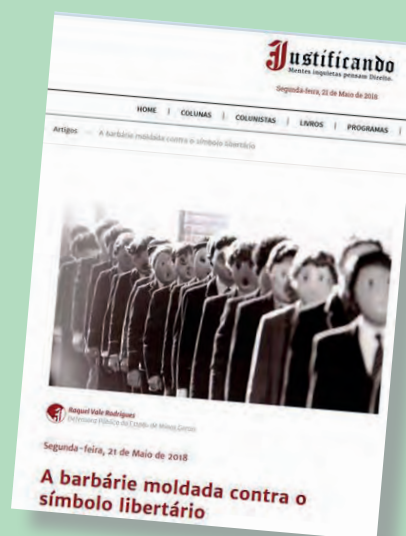 Justificando
Mentes inquietas pensam Direito.
Segunda-feira, 21 de Maio de 2018
HOME | COLUNAS | COLUNISTAS | LIVROS | PROGRAMAS |
Artigos A barbárie moldada contra o símbolo libertário
Raquel Vale Rodrigues
Defensora Pública do Estado de Minas Gerais
Segunda-feira, 21 de Maio de 2018
A barbárie moldada contra o
símbolo libertário